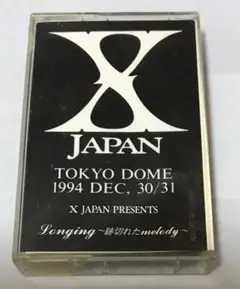 X
JAPAN
TOKYO DOME
1994 DEC, 30/31
X JAPAN PRESENTS
Longing～跡切れたmelody～